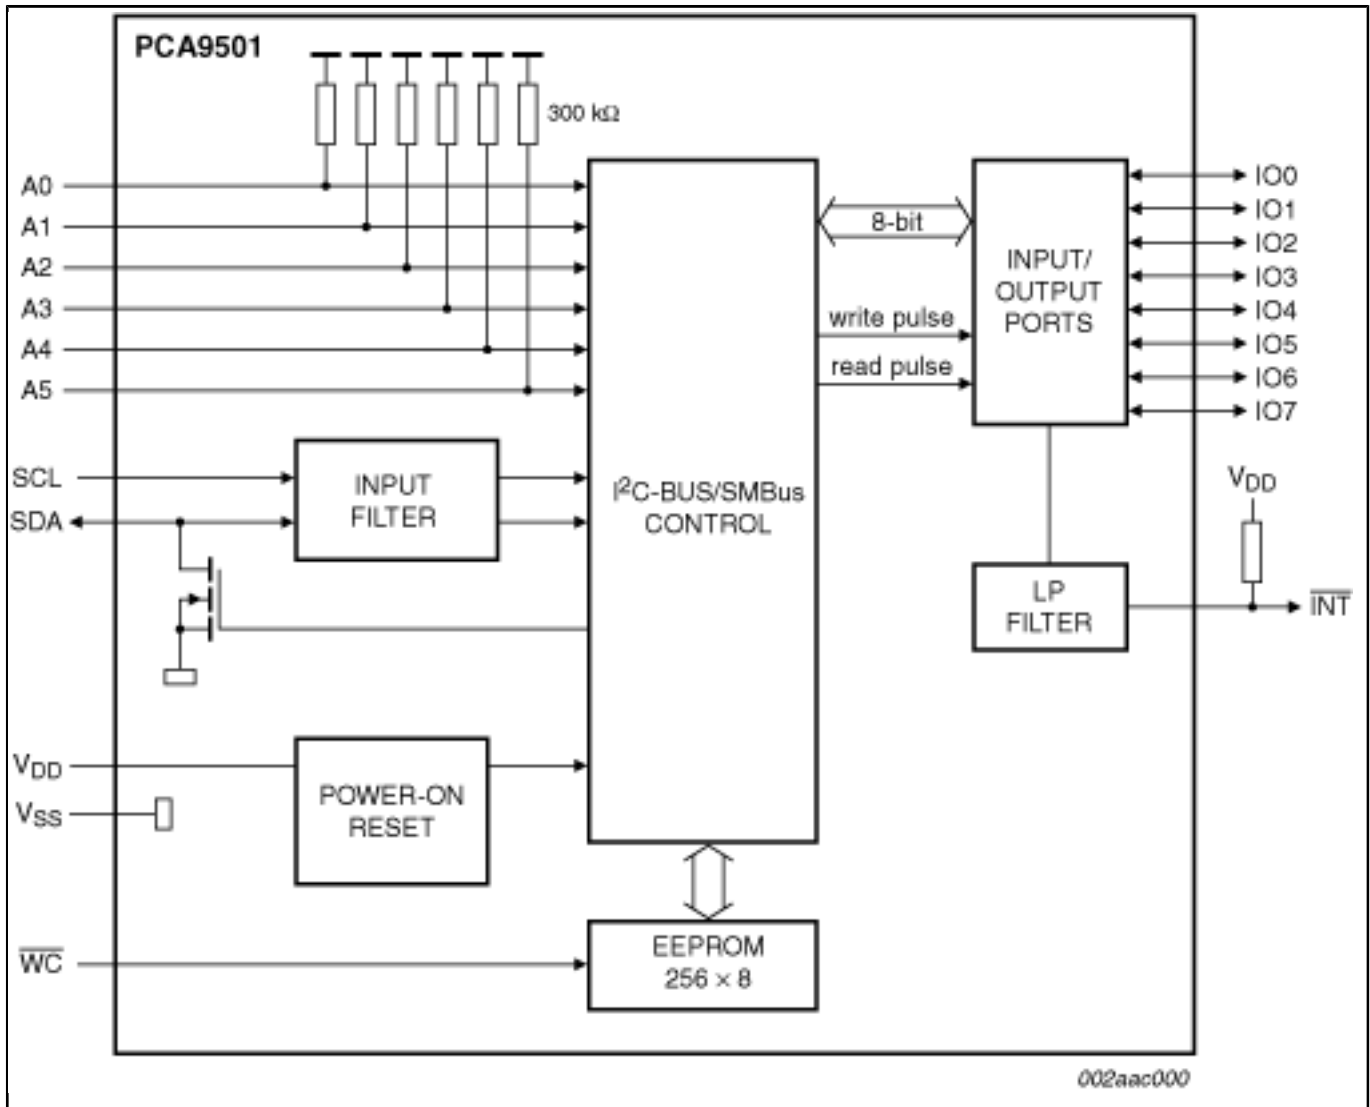 PCA9501
300 kΩ
A0
A1
A2
A3
A4
A5
SCL
SDA
INPUT
FILTER
I²C-BUS/SMBus
CONTROL
8-bit
write pulse
read pulse
INPUT/
OUTPUT
PORTS
IO0
IO1
IO2
IO3
IO4
IO5
IO6
IO7
VDD
LP
FILTER
INT
VDD
VSS
POWER-ON
RESET
WC
EEPROM
256 × 8
002aac000